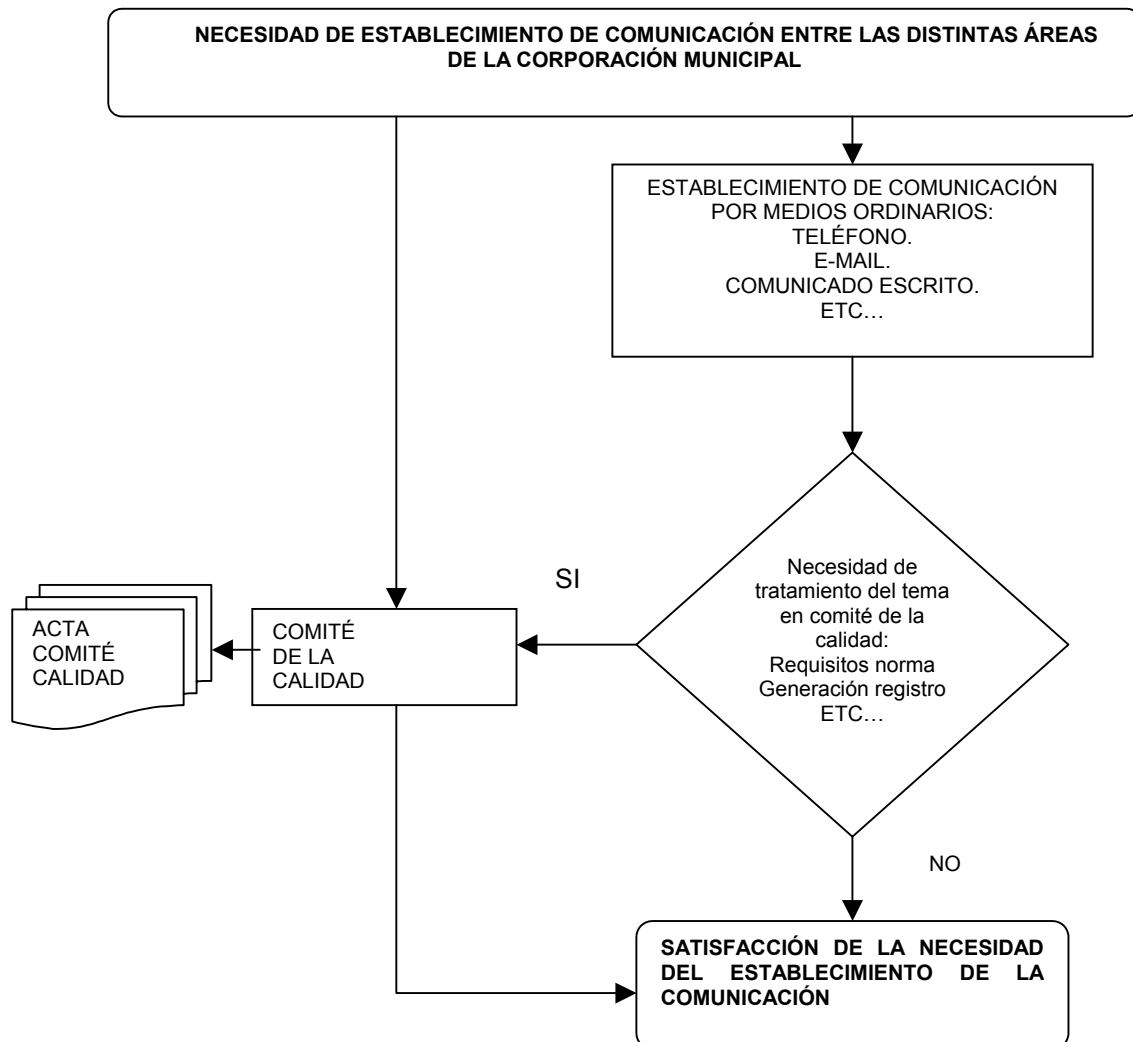 NECESIDAD DE ESTABLECIMIENTO DE COMUNICACIÓN ENTRE LAS DISTINTAS ÁREAS
DE LA CORPORACIÓN MUNICIPAL
ESTABLECIMIENTO DE COMUNICACIÓN
POR MEDIOS ORDINARIOS:
TELÉFONO.
E-MAIL.
COMUNICADO ESCRITO.
ETC…
Necesidad de
tratamiento del tema
en comité de la
calidad:
Requisitos norma
Generación registro
ETC…
SI
COMITÉ
DE LA
CALIDAD
ACTA
COMITÉ
CALIDAD
NO
SATISFACCIÓN DE LA NECESIDAD
DEL ESTABLECIMIENTO DE LA
COMUNICACIÓN